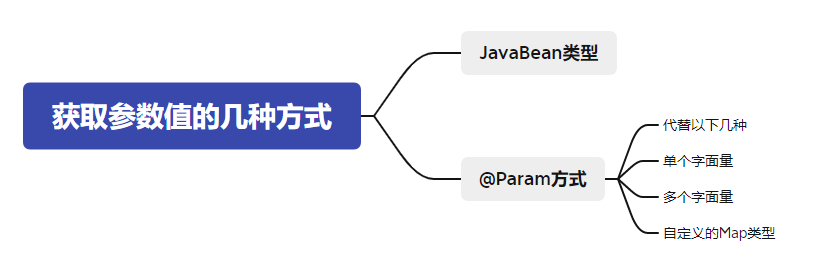 获取参数值的几种方式
JavaBean类型
@Param方式
代替以下几种
单个字面量
多个字面量
自定义的Map类型